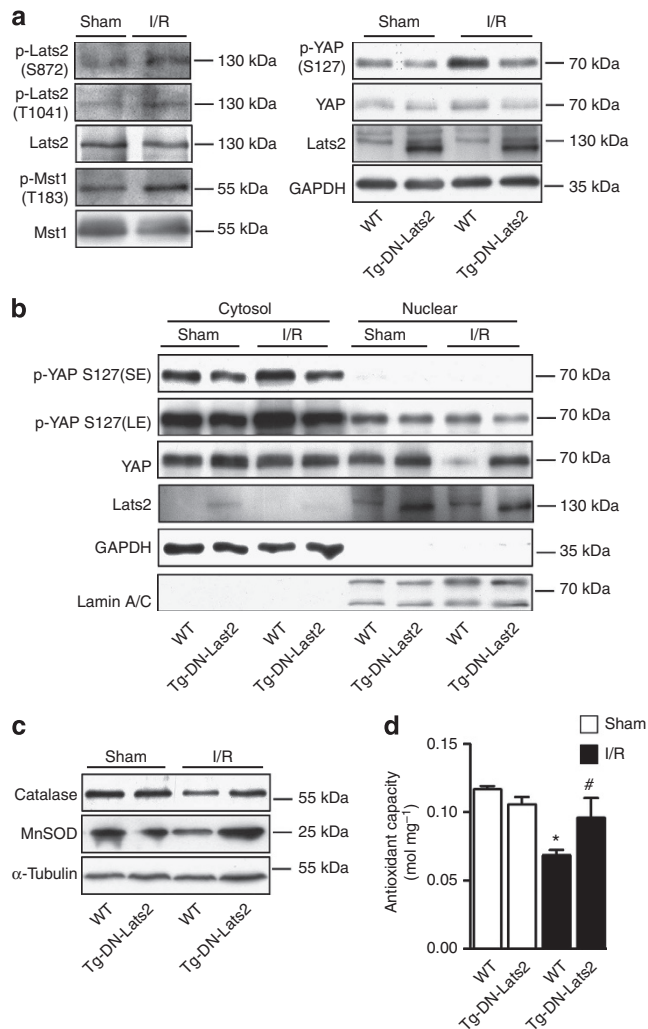 a
Sham I/R
p-Lats2
(S872)
130 kDa
p-Lats2
(T1041)
130 kDa
Lats2
130 kDa
p-Mst1
(T183)
55 kDa
Mst1
55 kDa
Sham I/R
p-YAP
(S127)
70 kDa
YAP
70 kDa
Lats2
130 kDa
GAPDH
35 kDa
WT Tg-DN-Lats2 WT Tg-DN-Lats2
b
Cytosol Nuclear
Sham I/R Sham I/R
p-YAP S127(SE) 70 kDa
p-YAP S127(LE) 70 kDa
YAP 70 kDa
Lats2 130 kDa
GAPDH 35 kDa
Lamin A/C 70 kDa
WT Tg-DN-Last2 WT Tg-DN-Last2 WT Tg-DN-Last2 WT Tg-DN-Last2
c
Sham I/R
Catalase 55 kDa
MnSOD 25 kDa
α-Tubulin 55 kDa
WT Tg-DN-Lats2 WT Tg-DN-Lats2
d
Sham
I/R
Antioxidant capacity
(mol mg⁻¹)
0.15
0.10
0.05
0.00
* #
WT Tg-DN-Lats2 WT Tg-DN-Lats2